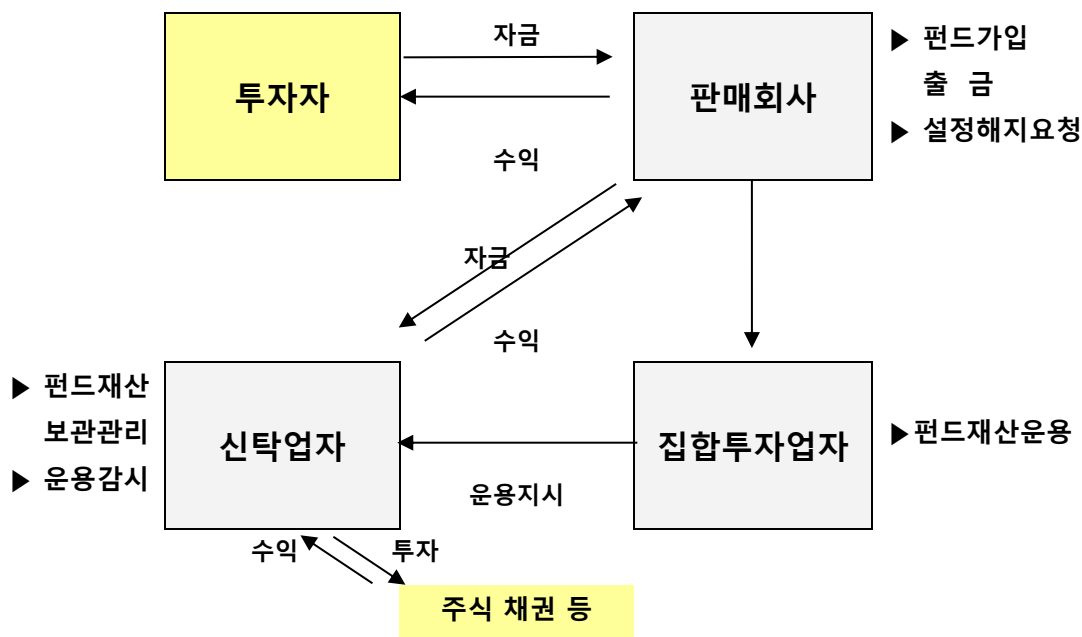 자금
▶ 펀드가입
투자자
판매회사
출 금
▶ 설정해지요청
수익
자금
수익
▶ 펀드재산
보관관리
▶ 운용감시
신탁업자
집합투자업자
▶펀드재산운용
운용지시
수익
투자
주식 채권 등